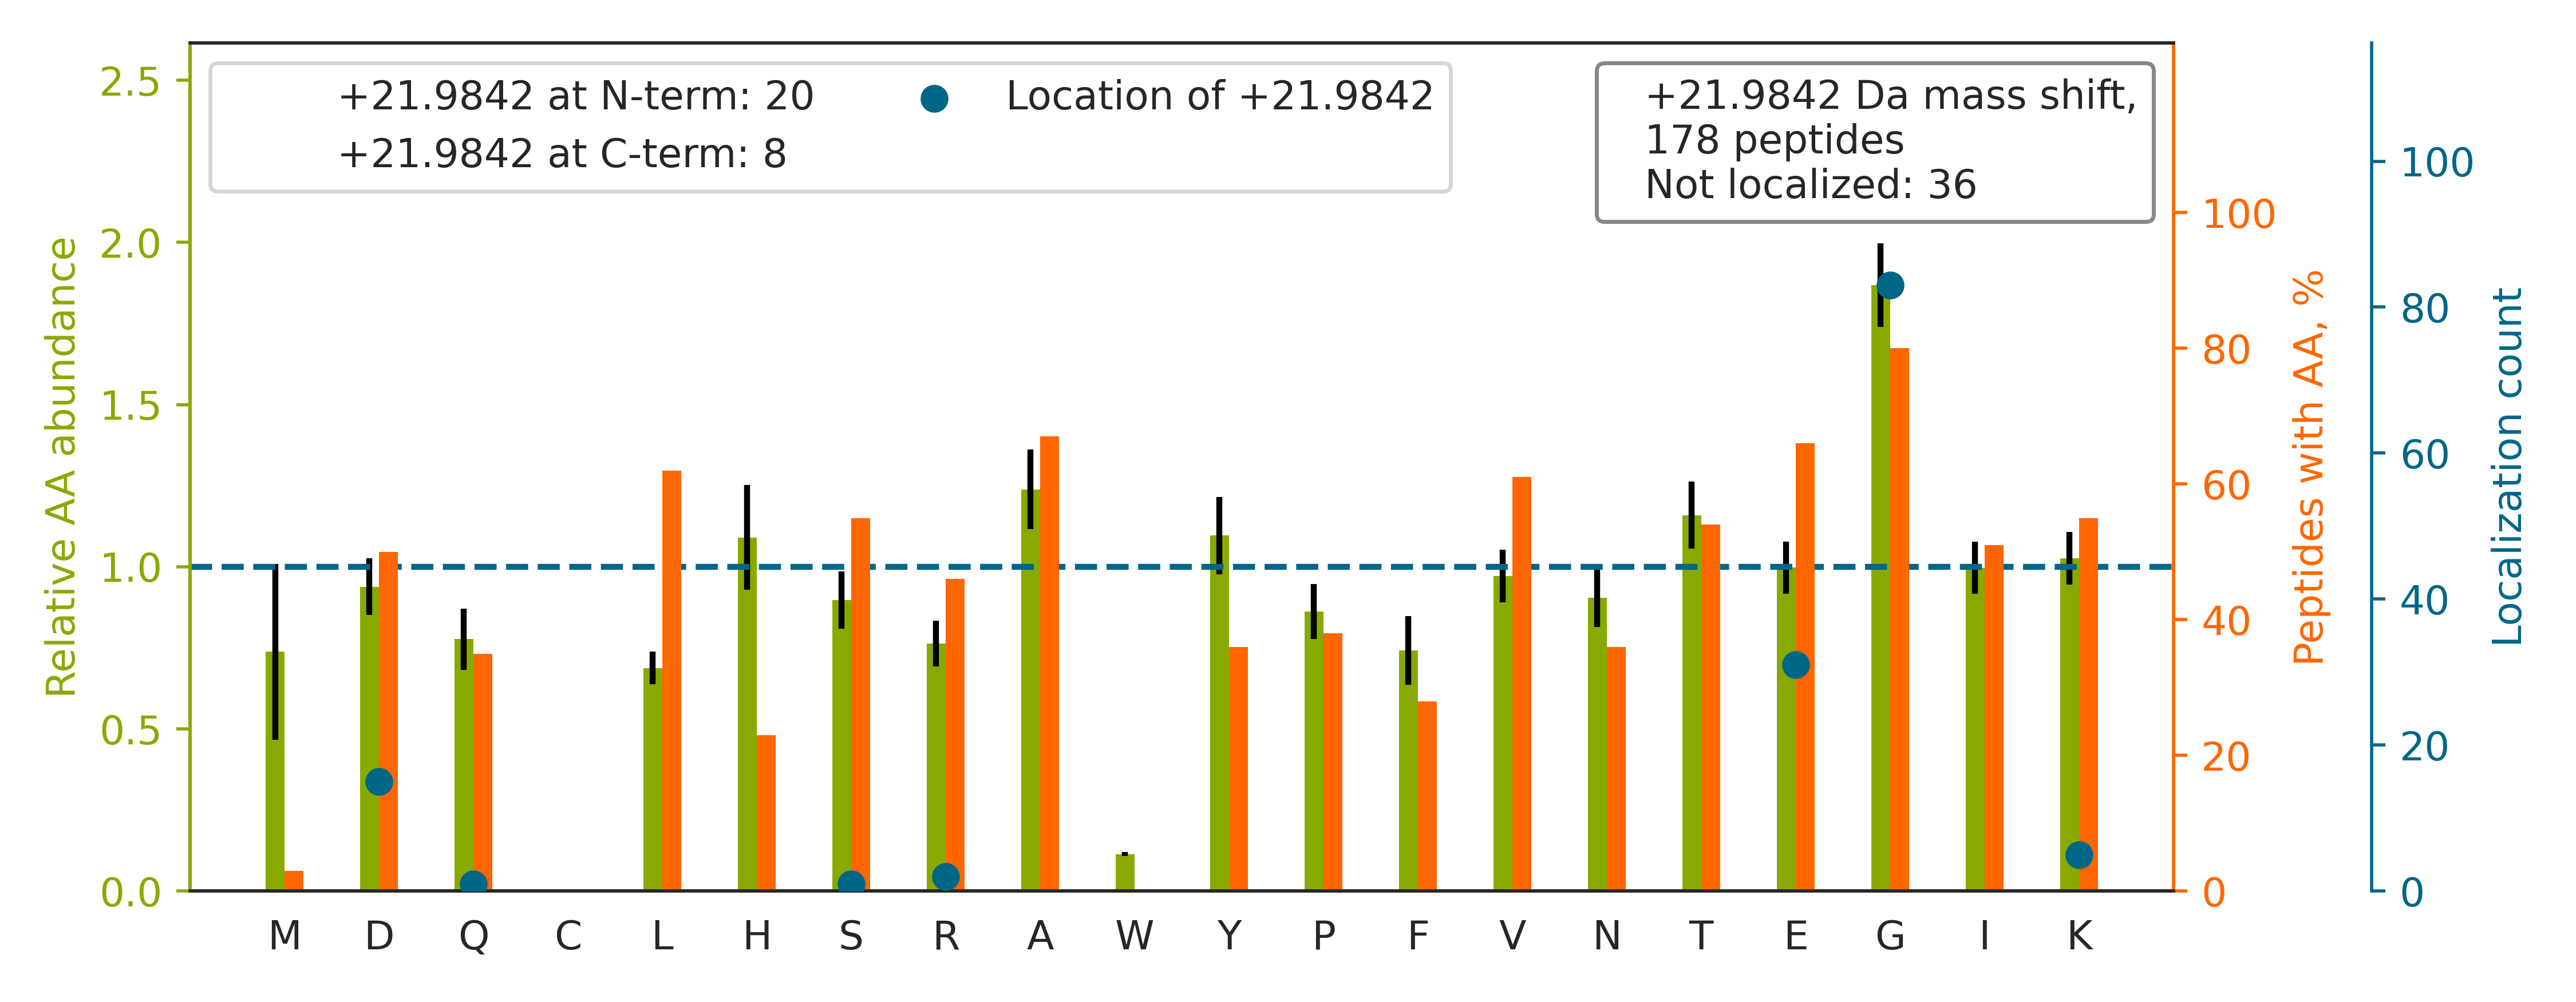 +21.9842 at N-term: 20
+21.9842 at C-term: 8
Location of +21.9842
+21.9842 Da mass shift,
178 peptides
Not localized: 36
Relative AA abundance
2.5
2.0
1.5
1.0
0.5
0.0
M D Q C L H S R A W Y P F V N T E G I K
100
80
60
40
20
0
Peptides with AA, %
100
80
60
40
20
0
Localization count